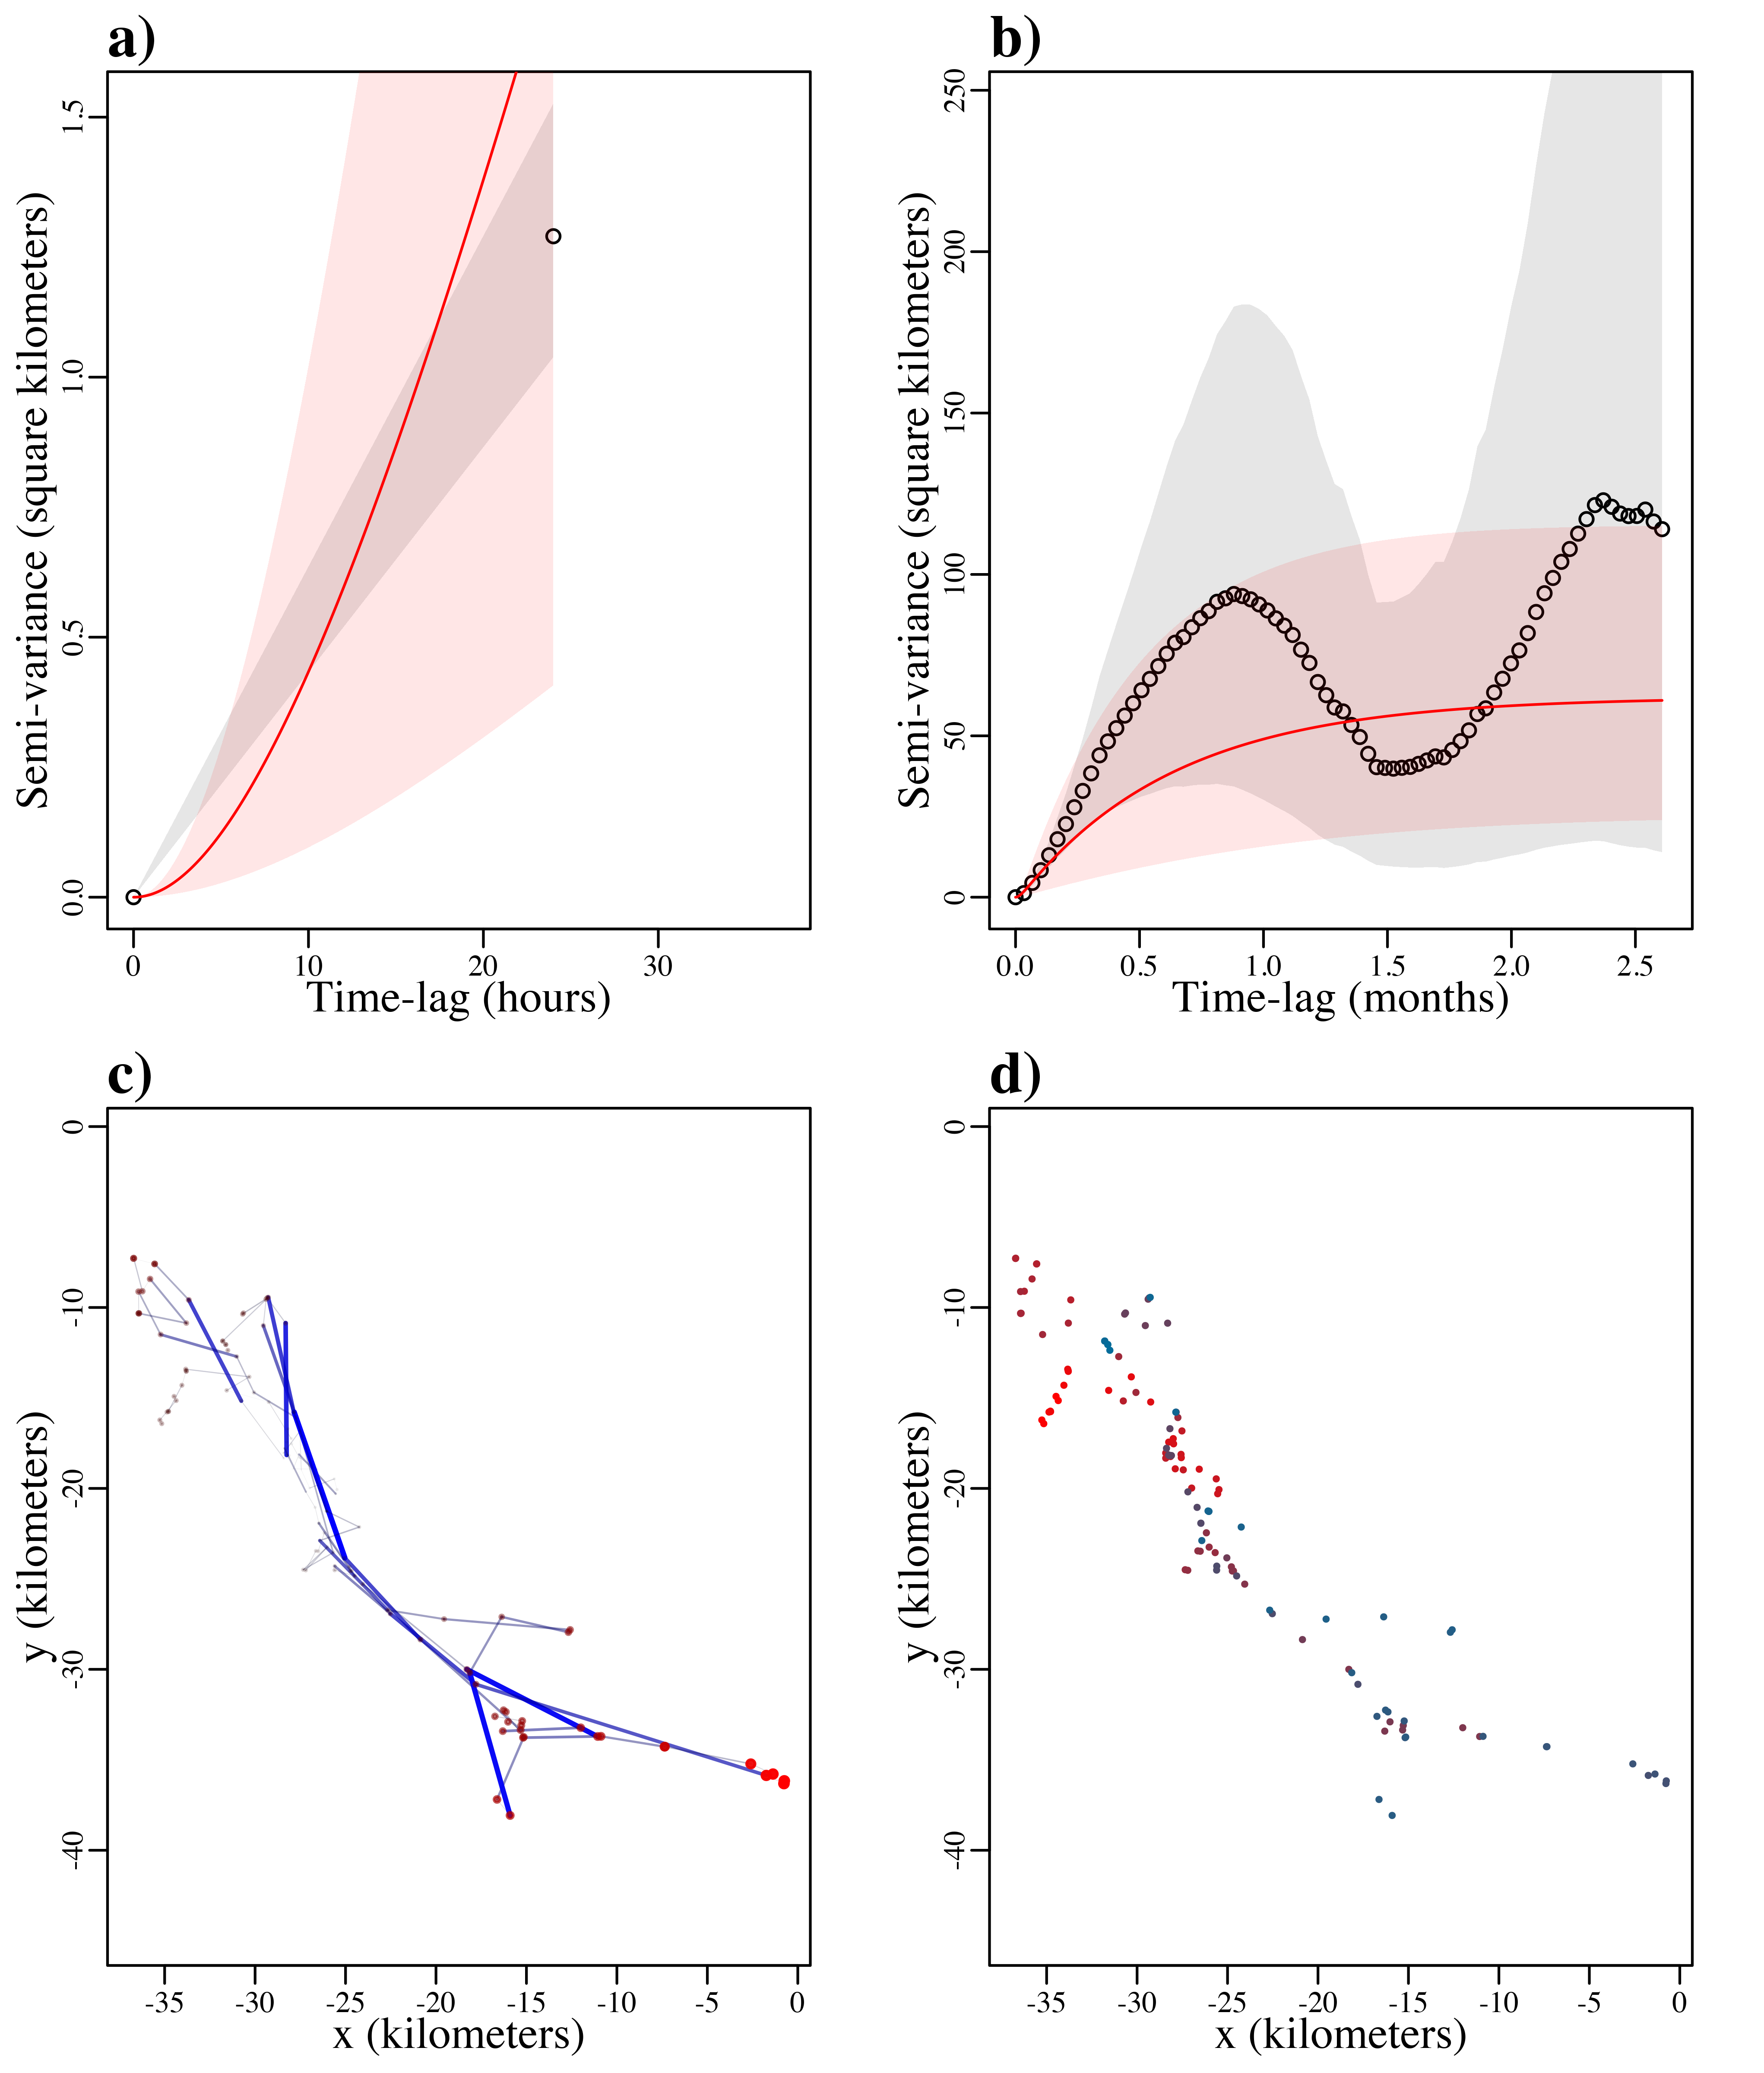 a)
Semi-variance (square kilometers)
0.0 0.5 1.0 1.5
0 10 20 30
Time-lag (hours)
b)
Semi-variance (square kilometers)
0 50 100 150 200 250
0.0 0.5 1.0 1.5 2.0 2.5
Time-lag (months)
c)
y (kilometers)
-40 -30 -20 -10 0
-35 -30 -25 -20 -15 -10 -5 0
x (kilometers)
d)
y (kilometers)
-40 -30 -20 -10 0
-35 -30 -25 -20 -15 -10 -5 0
x (kilometers)